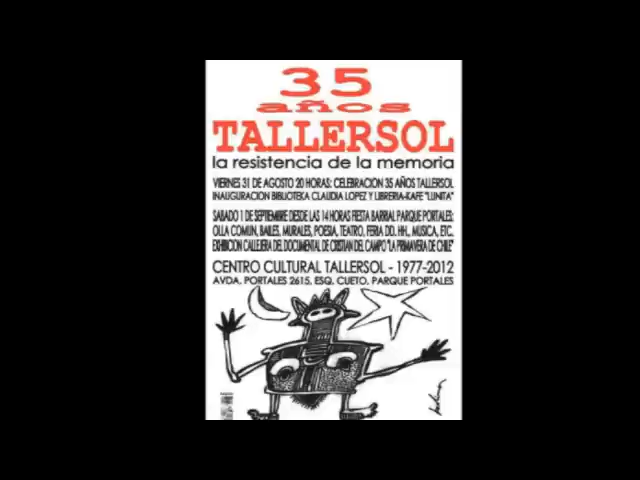 35
años
TALLERSOL
la resistencia de la memoria
VIERNES 31 DE AGOSTO 20 HORAS: CELEBRACION 35 AÑOS TALLERSOL
INAUGURACION BIBLIOTEKA CLAUDIA LOPEZ Y LIBRERIA-KAFE "LUNITA"
SABADO 1 DE SEPTIEMBRE DESDE LAS 14 HORAS FIESTA BARRIAL PARQUE PORTALES:
OLLA COMUN, BAILES, MURALES, POESIA, TEATRO, FERIA DD. HH., MUSICA, ETC.
EXHIBICION CALLEJERA DEL DOCUMENTAL DE CRISTIAN DEL CAMPO "LA PRIMAVERA DE CHILE"
CENTRO CULTURAL TALLERSOL - 1977-2012
AVDA. PORTALES 2615, ESQ. CUETO, PARQUE PORTALES